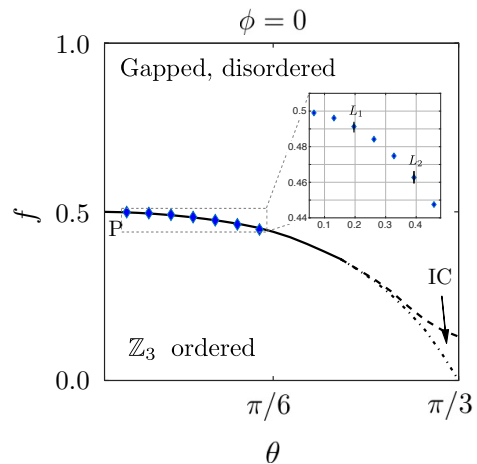 ϕ = 0
1.0
Gapped, disordered
0.5
L₁
0.48
L₂
0.46
0.44
0.1 0.2 0.3 0.4
f
0.5
P
IC
ℤ₃ ordered
0.0
π/6
π/3
θ